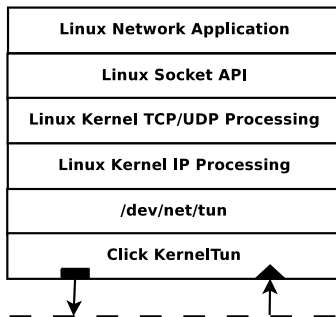 Linux Network Application
Linux Socket API
Linux Kernel TCP/UDP Processing
Linux Kernel IP Processing
/dev/net/tun
Click KernelTun